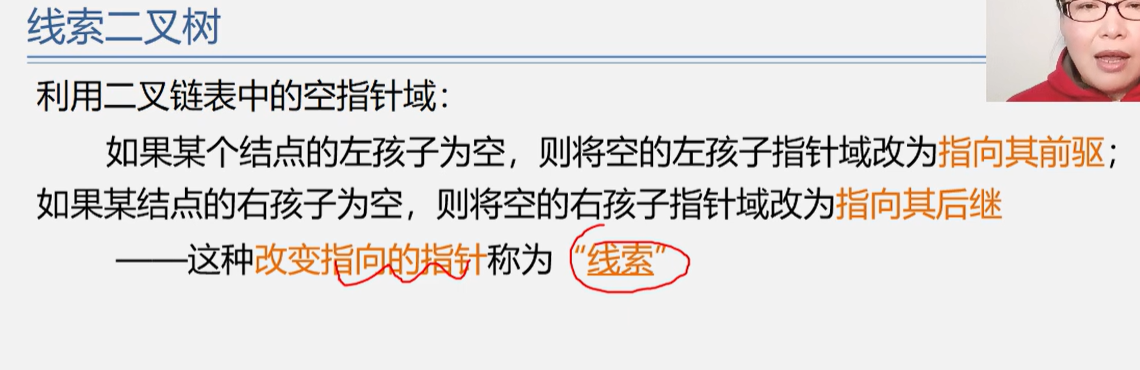 线索二叉树
利用二叉链表中的空指针域：
如果某个结点的左孩子为空，则将空的左孩子指针域改为指向其前驱；
如果某结点的右孩子为空，则将空的右孩子指针域改为指向其后继
——这种改变指向的指针称为“线索”